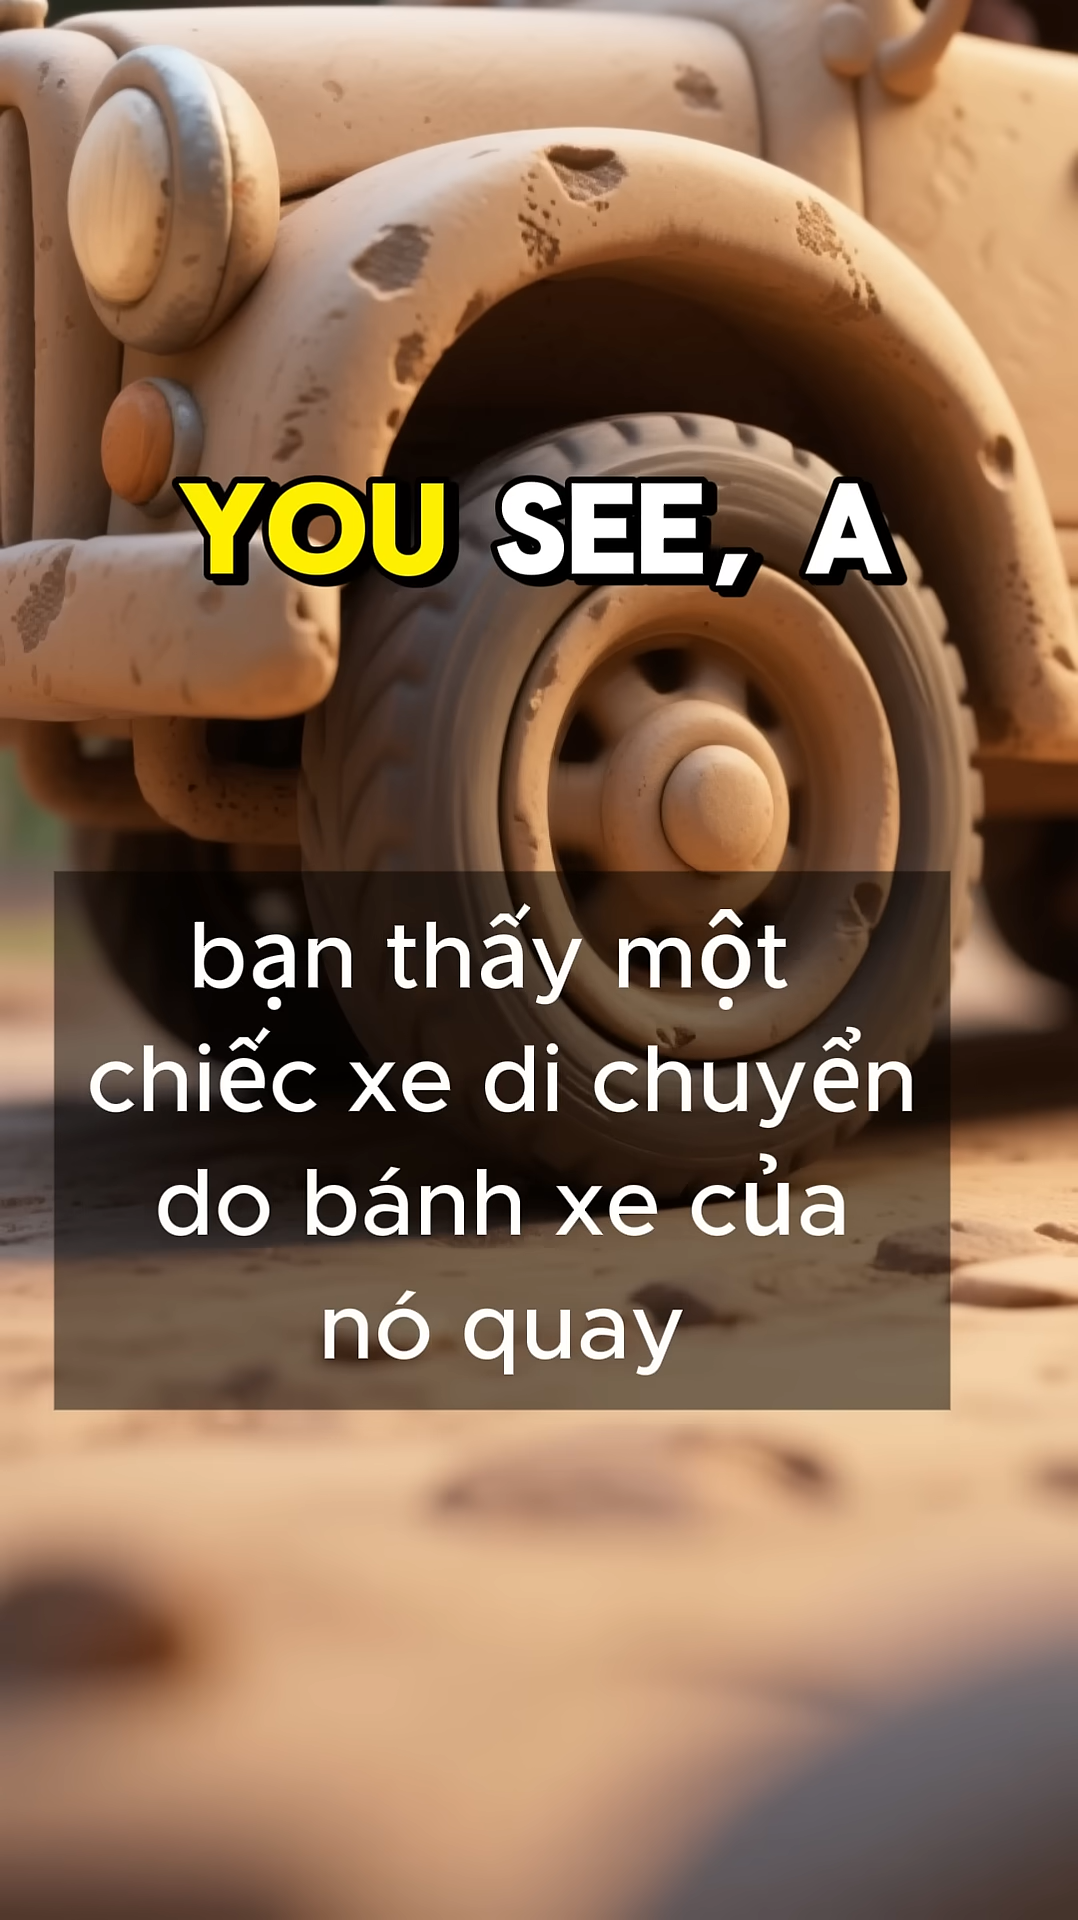 YOU SEE, A
bạn thấy một
chiếc xe di chuyển
do bánh xe của
nó quay